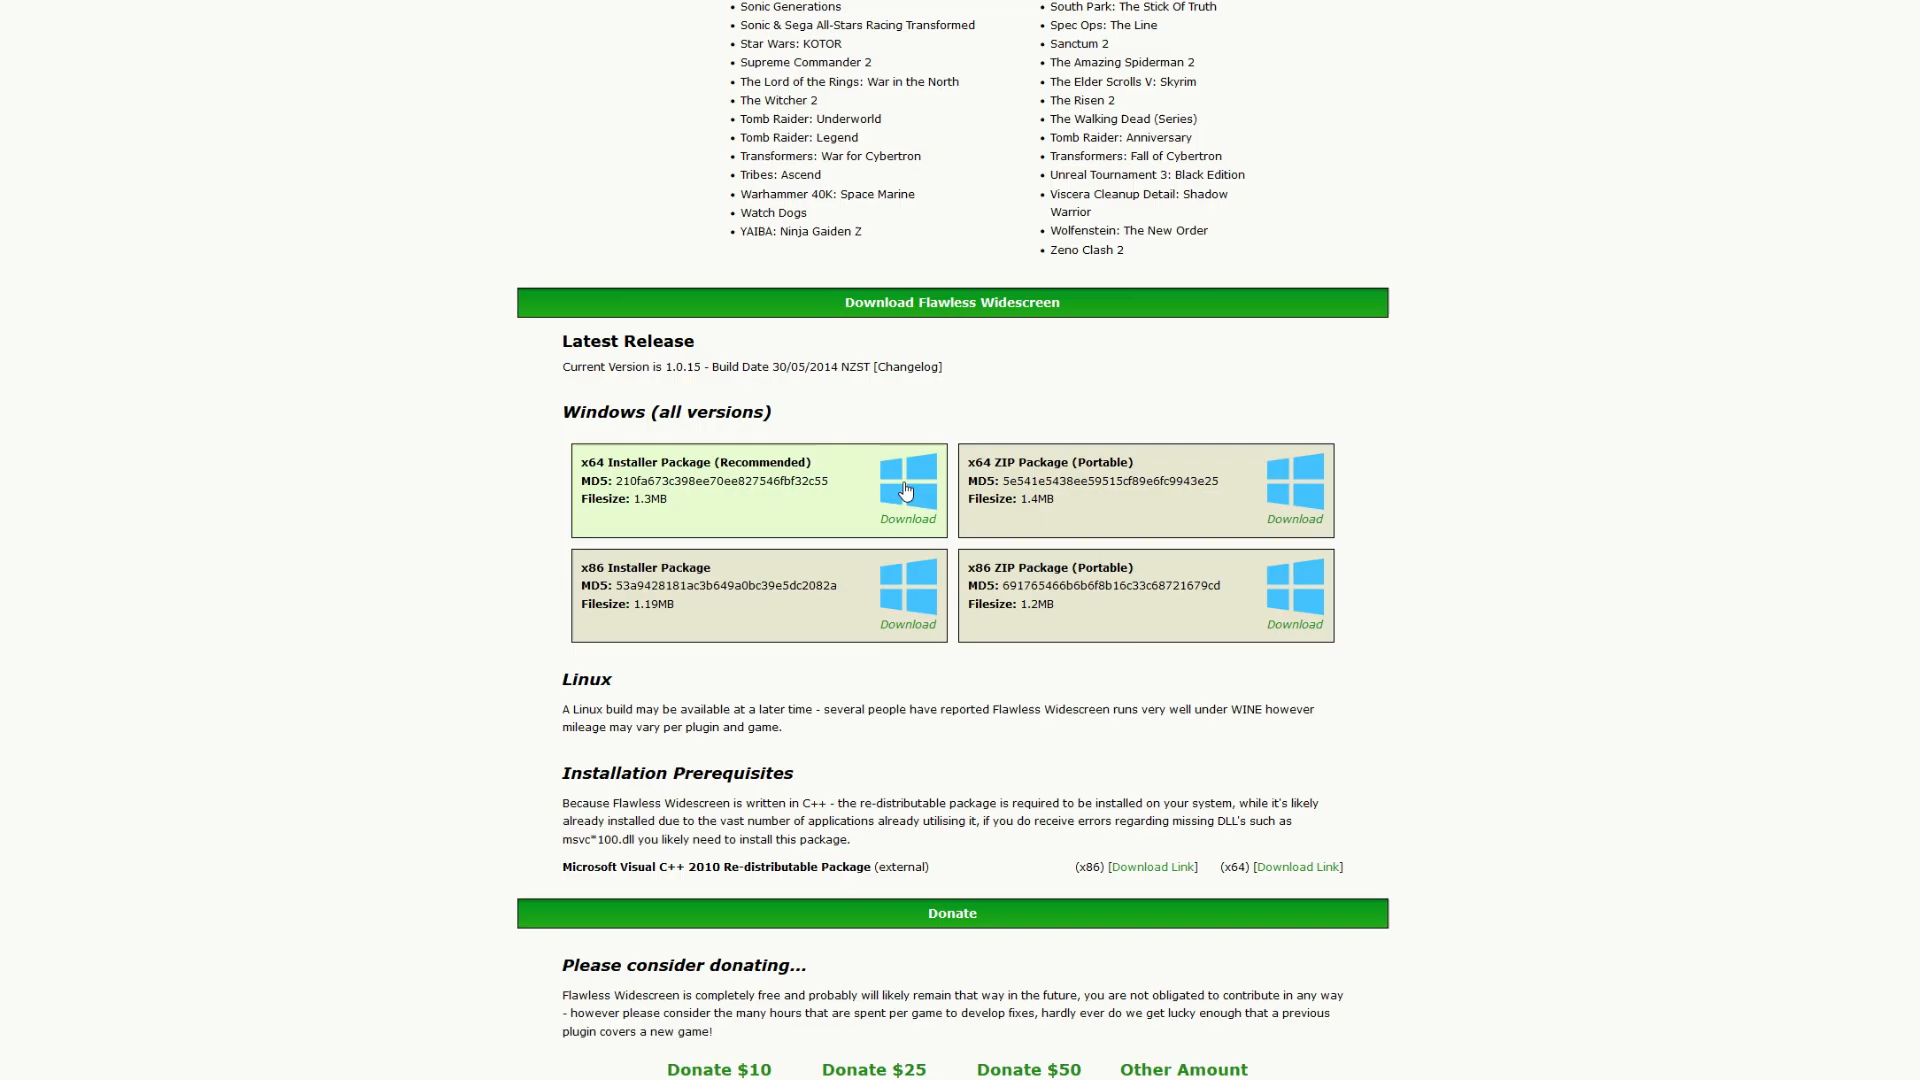 Sonic Generations
Sonic & Sega All-Stars Racing Transformed
Star Wars: KOTOR
Supreme Commander 2
The Lord of the Rings: War in the North
The Witcher 2
Tomb Raider: Underworld
Tomb Raider: Legend
Transformers: War for Cybertron
Tribes: Ascend
Warhammer 40K: Space Marine
Watch Dogs
YAIBA: Ninja Gaiden Z
South Park: The Stick Of Truth
Spec Ops: The Line
Sanctum 2
The Amazing Spiderman 2
The Elder Scrolls V: Skyrim
The Risen 2
The Walking Dead (Series)
Tomb Raider: Anniversary
Transformers: Fall of Cybertron
Unreal Tournament 3: Black Edition
Viscera Cleanup Detail: Shadow
Warrior
Wolfenstein: The New Order
Zeno Clash 2
Download Flawless Widescreen
Latest Release
Current Version is 1.0.15 - Build Date 30/05/2014 NZST [Changelog]
Windows (all versions)
x64 Installer Package (Recommended)
MD5: 210fa673c398ee70ee827546fbf32c55
Filesize: 1.3MB
Download
x64 ZIP Package (Portable)
MD5: 5e541e5438ee59515cf89e6fc9943e25
Filesize: 1.4MB
Download
x86 Installer Package
MD5: 53a9428181ac3b649a0bc39e5dc2082a
Filesize: 1.19MB
Download
x86 ZIP Package (Portable)
MD5: 691765466b6b6f8b16c33c68721679cd
Filesize: 1.2MB
Download
Linux
A Linux build may be available at a later time - several people have reported Flawless Widescreen runs very well under WINE however
mileage may vary per plugin and game.
Installation Prerequisites
Because Flawless Widescreen is written in C++ - the re-distributable package is required to be installed on your system, while it's likely
already installed due to the vast number of applications already utilising it, if you do receive errors regarding missing DLL's such as
msvc*100.dll you likely need to install this package.
Microsoft Visual C++ 2010 Re-distributable Package (external) (x86) [Download Link] (x64) [Download Link]
Donate
Please consider donating...
Flawless Widescreen is completely free and probably will likely remain that way in the future, you are not obligated to contribute in any way
- however please consider the many hours that are spent per game to develop fixes, hardly ever do we get lucky enough that a previous
plugin covers a new game!
Donate $10 Donate $25 Donate $50 Other Amount